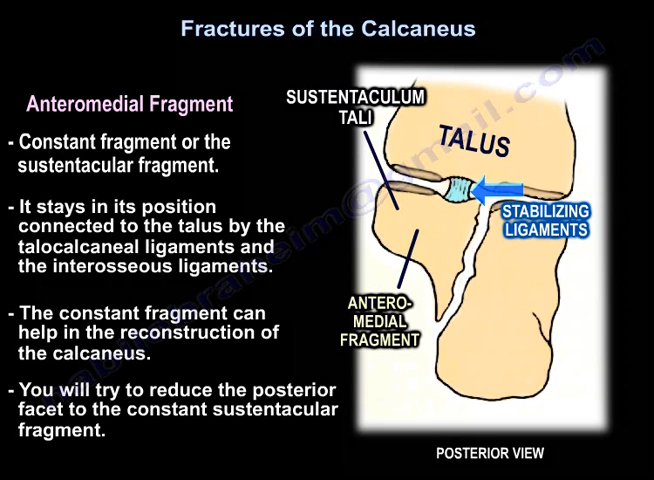 Fractures of the Calcaneus
Anteromedial Fragment
- Constant fragment or the
sustentacular fragment.
- It stays in its position
connected to the talus by the
talocalcaneal ligaments and
the interosseous ligaments.
- The constant fragment can
help in the reconstruction of
the calcibaneus.
- You will try to reduce the posterior
facet to the constant sustentacular
fragment.
SUSTENTACULUM
TALI
TALUS
STABILIZING
LIGAMENTS
ANTERO-
MEDIAL
FRAGMENT
POSTERIOR VIEW